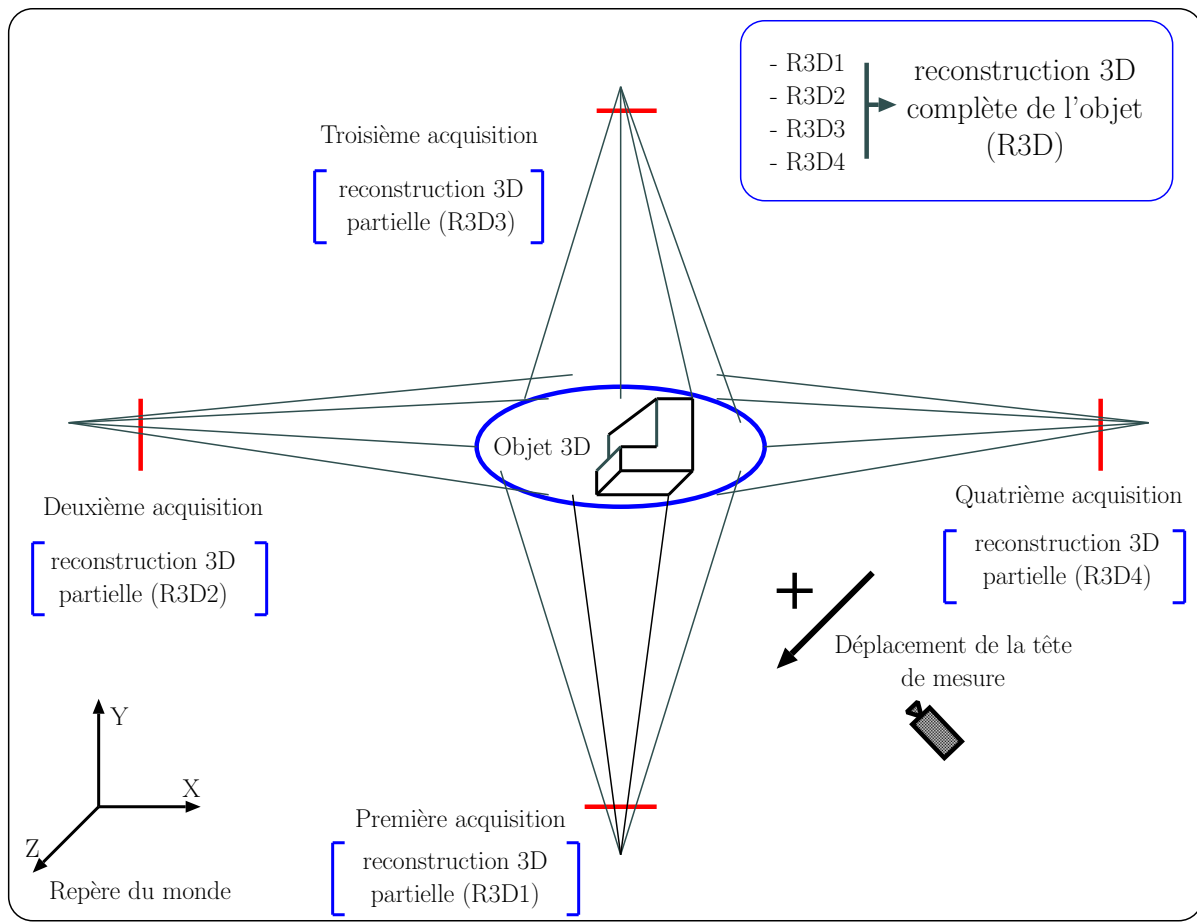 - R3D1
- R3D2
- R3D3
- R3D4
reconstruction 3D
complète de l'objet
(R3D)
Troisième acquisition
reconstruction 3D
partielle (R3D3)
Objet 3D
Deuxième acquisition
reconstruction 3D
partielle (R3D2)
Quatrième acquisition
reconstruction 3D
partielle (R3D4)
+
Déplacement de la tête
de mesure
Y
X
Z
Repère du monde
Première acquisition
reconstruction 3D
partielle (R3D1)